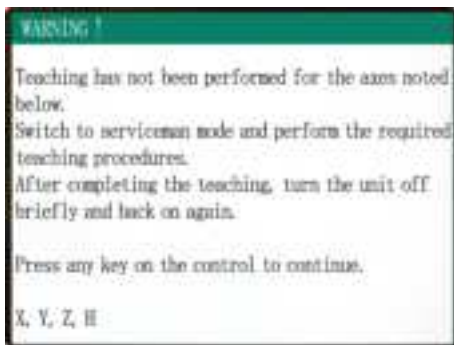 WARNING !
Teaching has not been performed for the axes noted
below.
Switch to serviceman mode and perform the required
teaching procedures.
After completing the teaching, turn the unit off
briefly and back on again.
Press any key on the control to continue.
X, Y, Z, H